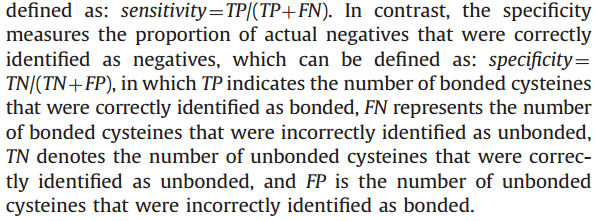 defined as: sensitivity=TP/(TP+FN). In contrast, the specificity
measures the proportion of actual negatives that were correctly
identified as negatives, which can be defined as: specificity=
TN/(TN+FP), in which TP indicates the number of bonded cysteines
that were correctly identified as bonded, FN represents the number
of bonded cysteines that were incorrectly identified as unbonded,
TN denotes the number of unbonded cysteines that were correc-
tly identified as unbonded, and FP is the number of unbonded
cysteines that were incorrectly identified as bonded.